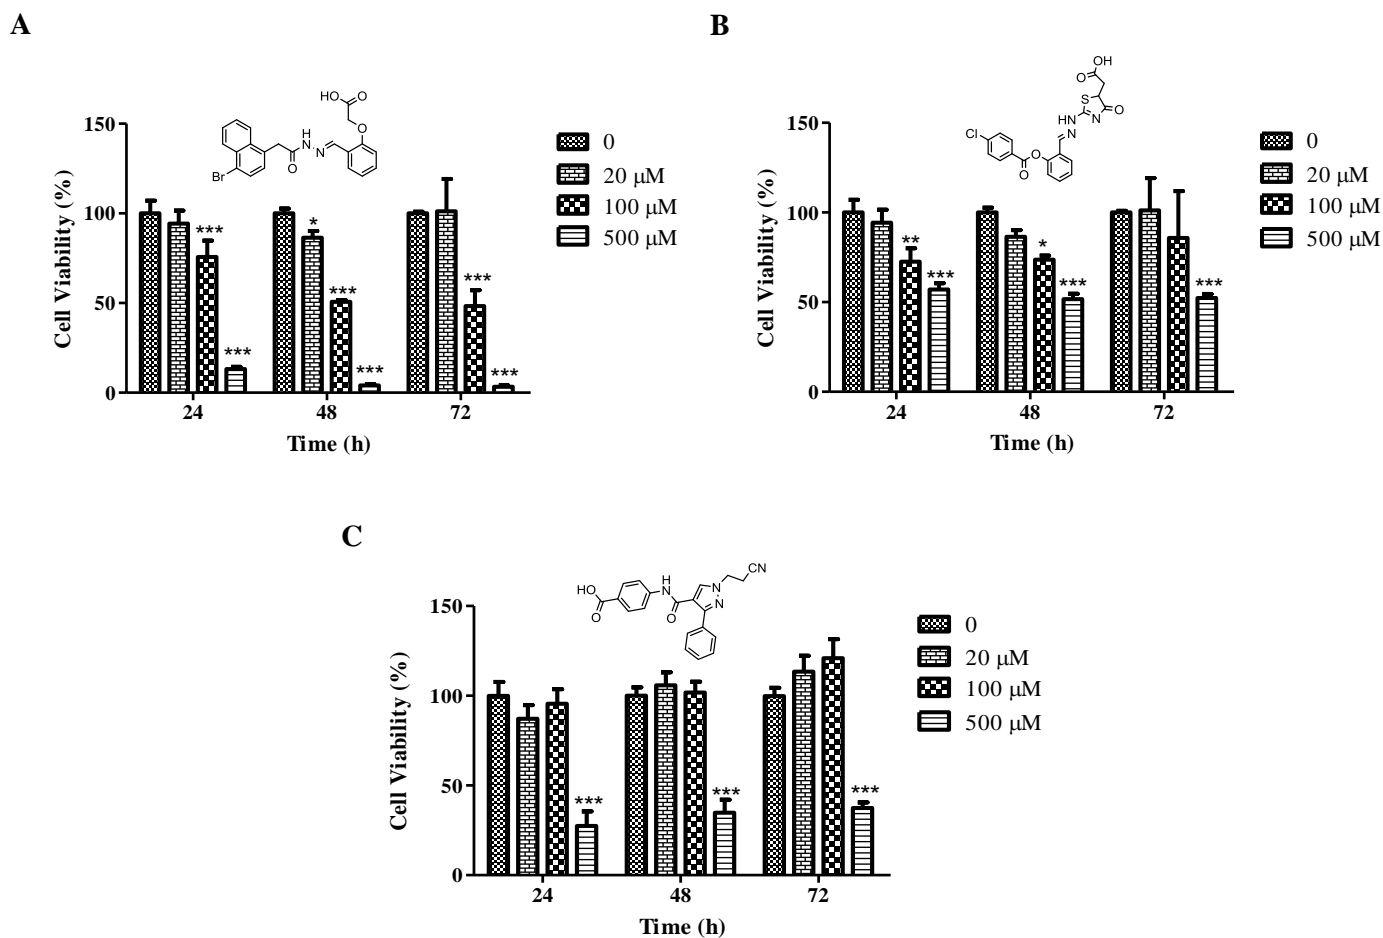 A
HO
O
O
H
N
N
O
Br
Cell Viability (%)
150
100
50
0
***
***
*
***
***
***
***
24
48
72
Time (h)
0
20 μM
100 μM
500 μM
B
OH
O
S
O
N
HN
N
Cl
O
O
Cell Viability (%)
150
100
50
0
**
***
*
***
***
24
48
72
Time (h)
0
20 μM
100 μM
500 μM
C
HO
O
H
N
O
N
N
CN
Cell Viability (%)
150
100
50
0
***
***
***
24
48
72
Time (h)
0
20 μM
100 μM
500 μM